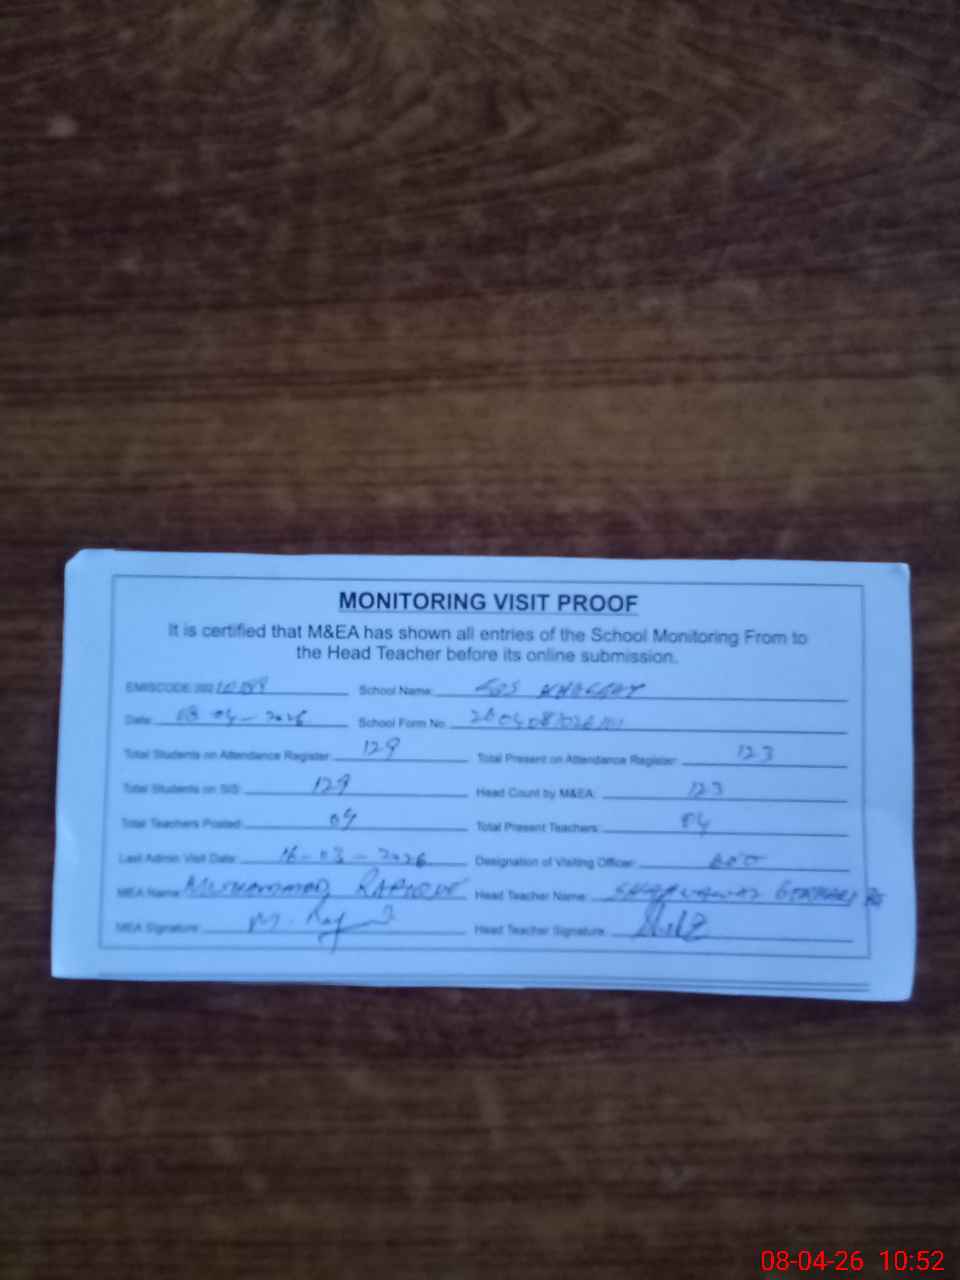 MONITORING VISIT PROOF
It is certified that M&EA has shown all entries of the School Monitoring From to
the Head Teacher before its online submission.
EMISCODE: School Name:
Date: 08-04-2026 School Form No:
Total Students on Attendance Register: 129 Total Present on Attendance Register: 123
Total Students on SIS: 129 Head Count by M&EA: 123
Total Teachers Posted: 04 Total Present Teachers: 04
Last Admin Visit Date: 16-03-2026 Designation of Visiting Officer:
MEA Name: Muhammad Head Teacher Name:
MEA Signature: Head Teacher Signature:
08-04-26 10:52